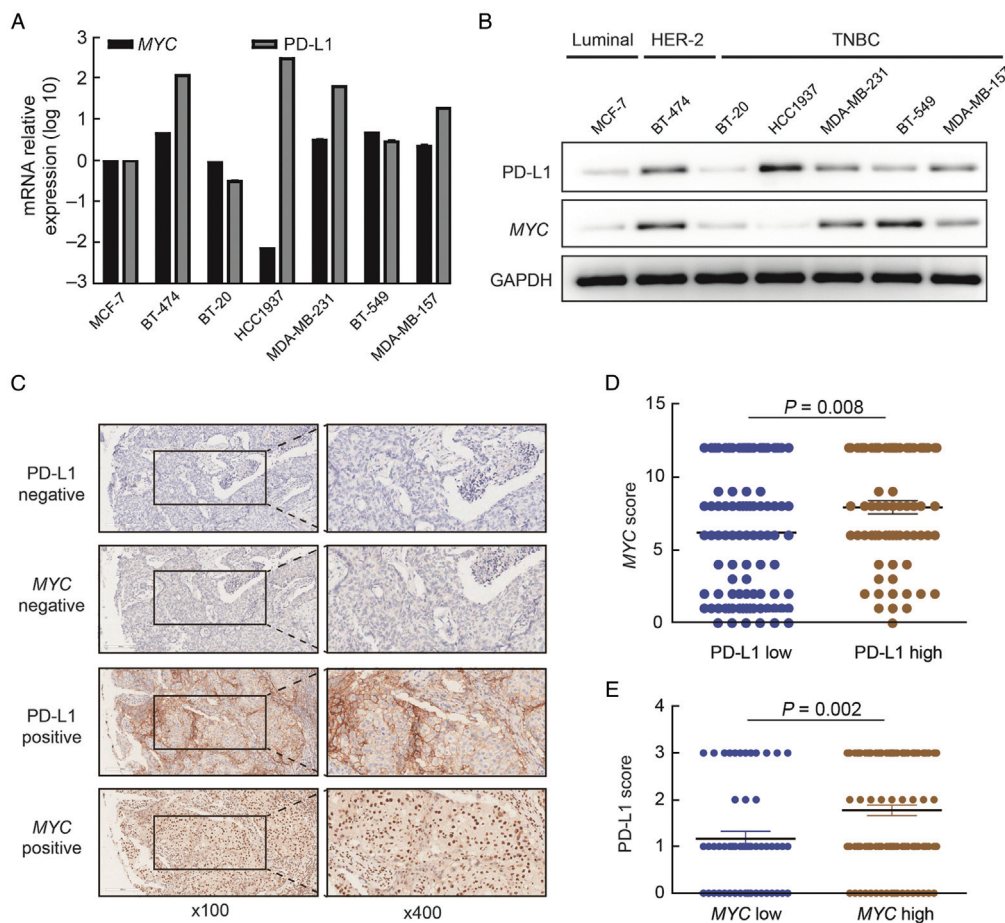 A
MYC
PD-L1
mRNA relative
expression (log 10)
3
2
1
0
−1
−2
−3
MCF-7
BT-474
BT-20
HCC1937
MDA-MB-231
BT-549
MDA-MB-157
B
Luminal
HER-2
TNBC
MCF-7
BT-474
BT-20
HCC1937
MDA-MB-231
BT-549
MDA-MB-157
PD-L1
MYC
GAPDH
C
PD-L1
negative
MYC
negative
PD-L1
positive
MYC
positive
x100
x400
D
P = 0.008
MYC score
15
10
5
0
PD-L1 low
PD-L1 high
E
P = 0.002
PD-L1 score
4
3
2
1
0
MYC low
MYC high